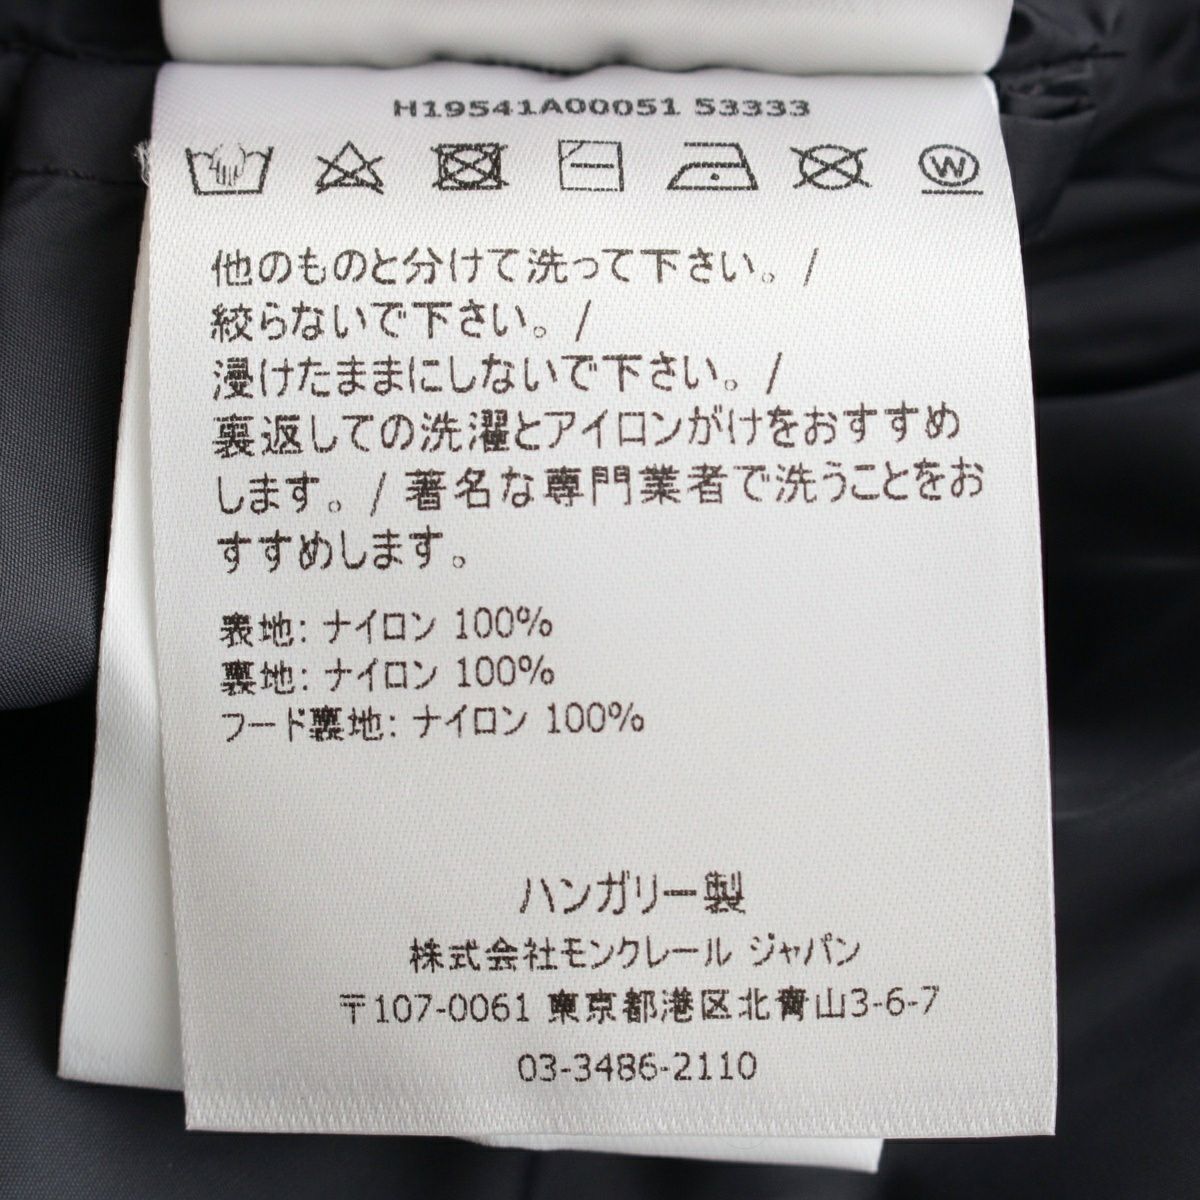 H19541A00051 53333
W
他のものと分けて洗って下さい。/
絞らないで下さい。/
浸けたままにしないで下さい。/
裏返しての洗濯とアイロンがけをおすすめ
します。/ 著名な専門業者で洗うことをお
すすめします。
表地: ナイロン 100%
裏地: ナイロン 100%
フード裏地: ナイロン 100%
ハンガリー製
株式会社モンクレール ジャパン
〒107-0061 東京都港区北青山3-6-7
03-3486-2110